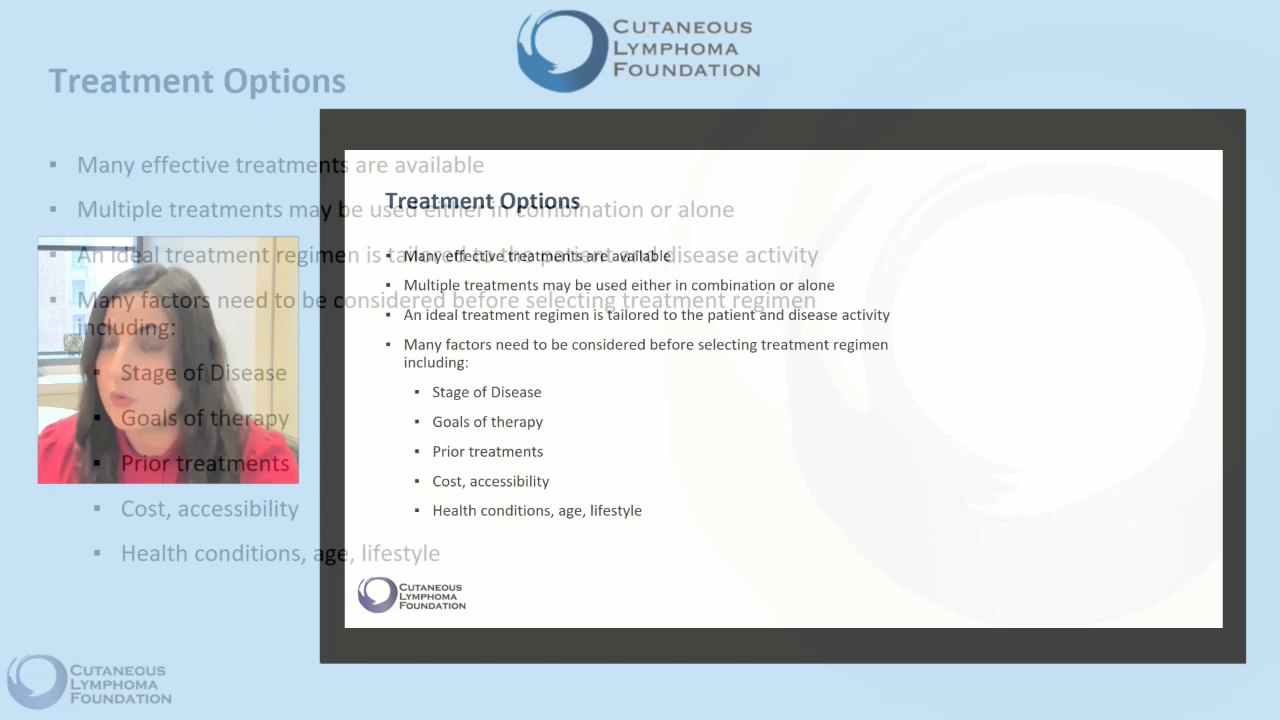 CUTANEOUS
LYMPHOMA
FOUNDATION
Treatment Options
▪ Many effective treatments are available
▪ Multiple treatments may be used either in combination or alone
▪ An ideal treatment regimen is tailored to the patient and disease activity
▪ Many factors need to be considered before selecting treatment regimen
including:
▪ Stage of Disease
▪ Goals of therapy
▪ Prior treatments
▪ Cost, accessibility
▪ Health conditions, age, lifestyle
CUTANEOUS
LYMPHOMA
FOUNDATION
Treatment Options
▪ Many effective treatments are available
▪ Multiple treatments may be used either in combination or alone
▪ An ideal treatment regimen is tailored to the patient and disease activity
▪ Many factors need to be considered before selecting treatment regimen
including:
▪ Stage of Disease
▪ Goals of therapy
▪ Prior treatments
▪ Cost, accessibility
▪ Health conditions, age, lifestyle
CUTANEOUS
LYMPHOMA
FOUNDATION